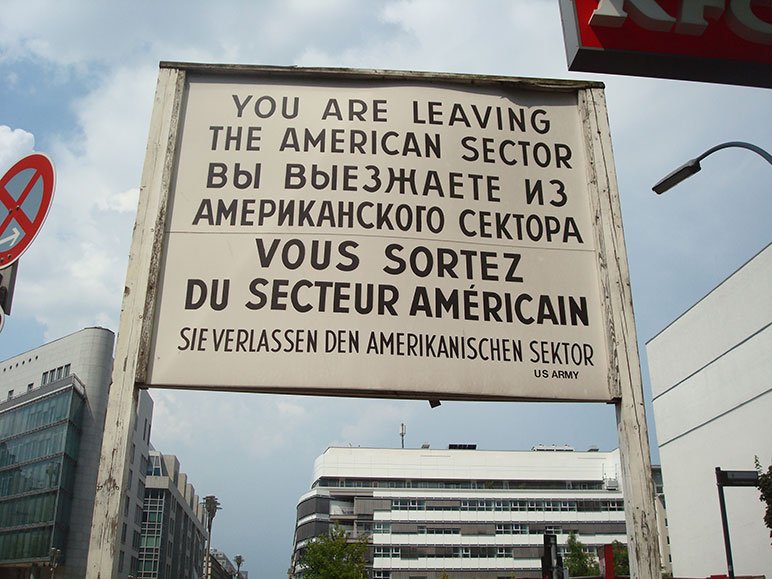 KFC
YOU ARE LEAVING
THE AMERICAN SECTOR
ВЫ ВЫЕЗЖАЕТЕ ИЗ
АМЕРИКАНСКОГО СЕКТОРА
VOUS SORTEZ
DU SECTEUR AMÉRICAIN
SIE VERLASSEN DEN AMERIKANISCHEN SEKTOR
US ARMY